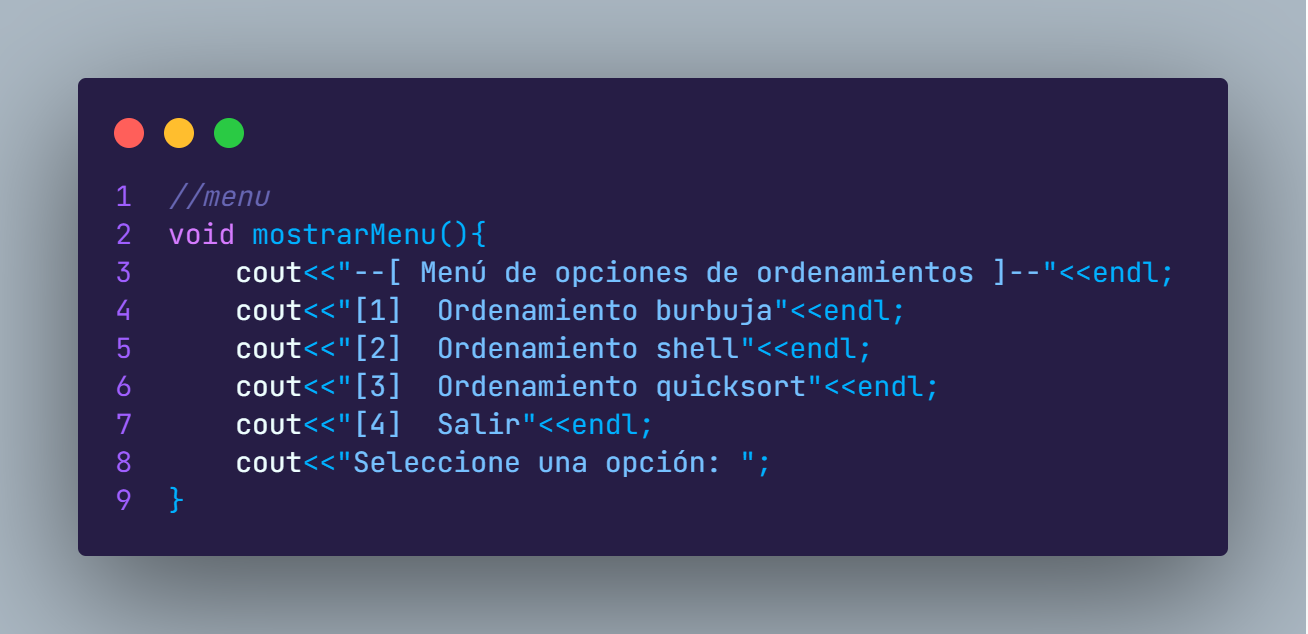 1 //menu
2 void mostrarMenu(){
3     cout<<"--[ Menú de opciones de ordenamientos ]--"<<endl;
4     cout<<"[1]  Ordenamiento burbuja"<<endl;
5     cout<<"[2]  Ordenamiento shell"<<endl;
6     cout<<"[3]  Ordenamiento quicksort"<<endl;
7     cout<<"[4]  Salir"<<endl;
8     cout<<"Seleccione una opción: ";
9 }